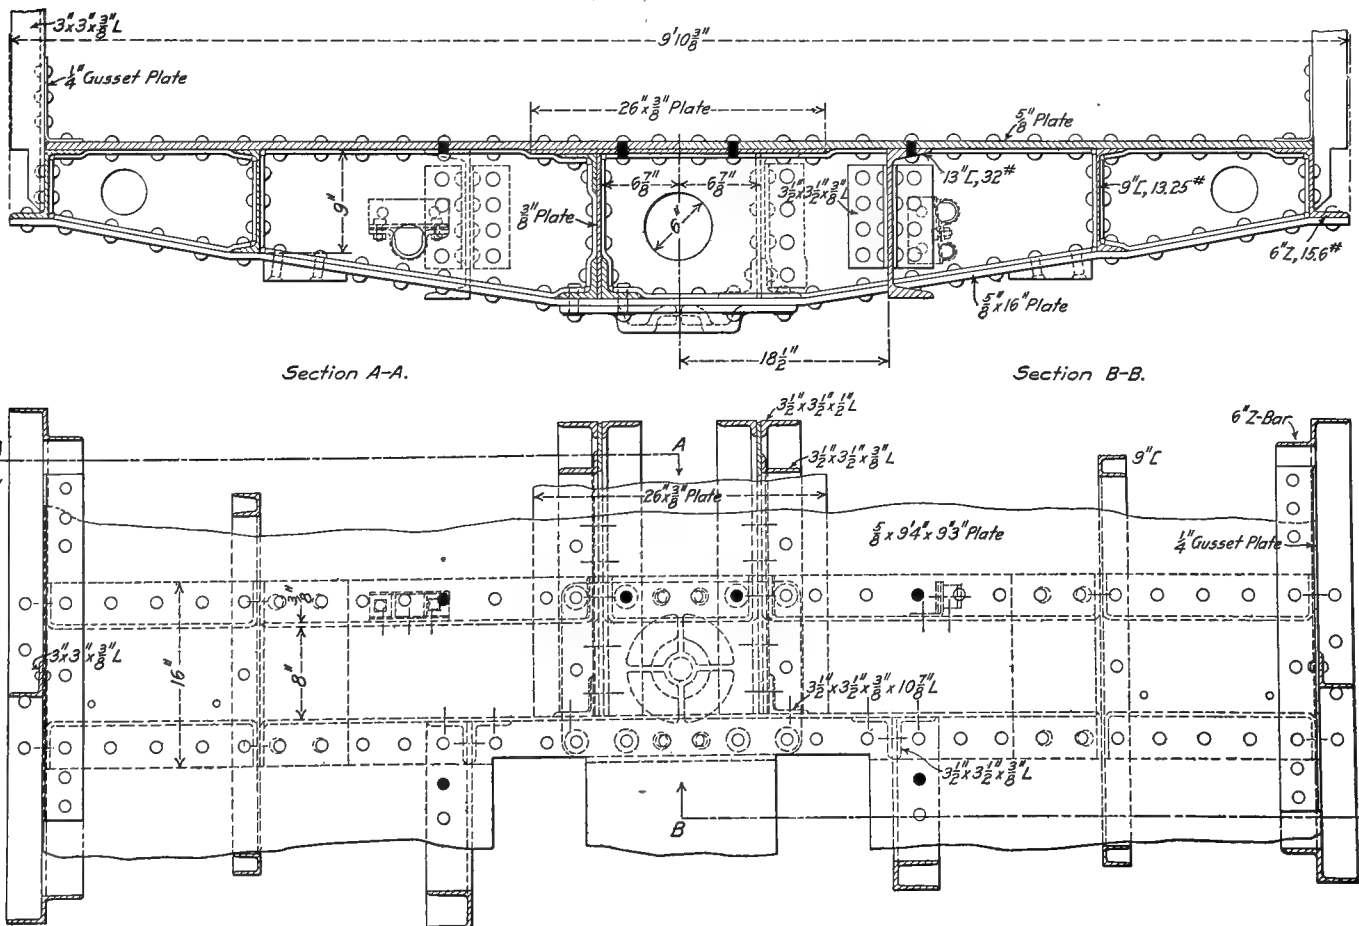 3"x3"x3/8"L
9'10 3/8"
1/4" Gusset Plate
26"x3/8" Plate
5/8" Plate
6 7/8" 6 7/8"
3 1/2"x3 1/2"x3/8"L
13"[, 32#
9"[, 13.25#
9"
3/8" Plate
6"
6"Z, 15.6#
5/8"x16" Plate
18 1/2"
Section A-A.
Section B-B.
3 1/2"x3 1/2"x1/2"L
6"Z-Bar
A
3 1/2"x3 1/2"x3/8"L
9"[
26"x3/8" Plate
5/8"x9'4"x9'3" Plate
1/4" Gusset Plate
3/8"
3"x3"x3/8"L
16"
8"
3 1/2"x3 1/2"x3/8"x10 7/8"L
3 1/2"x3 1/2"x3/8"L
B